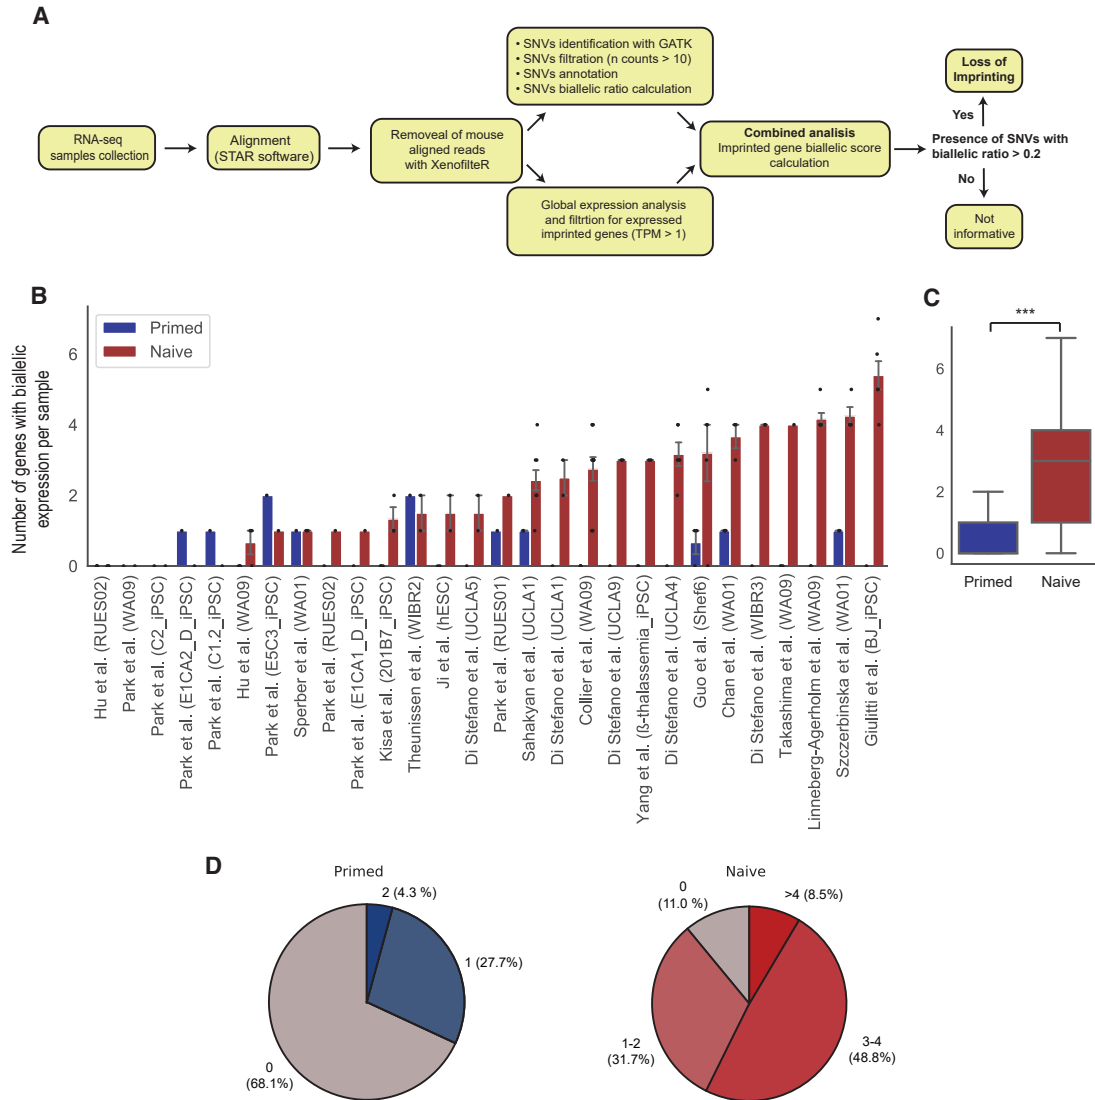 A
RNA-seq
samples collection
Alignment
(STAR software)
Removeal of mouse
aligned reads
with XenofilteR
• SNVs identification with GATK
• SNVs filtration (n counts > 10)
• SNVs annotation
• SNVs biallelic ratio calculation
Global expression analysis
and filtrtion for expressed
imprinted genes (TPM > 1)
Combined analisis
Imprinted gene biallelic score
calculation
Loss of
Imprinting
Yes
Presence of SNVs with
biallelic ratio > 0.2
No
Not
informative
B
Number of genes with biallelic
expression per sample
Primed
Naive
6
4
2
0
Hu et al. (RUES02)
Park et al. (WA09)
Park et al. (C2_iPSC)
Park et al. (E1CA2_D_iPSC)
Park et al. (C1.2_iPSC)
Hu et al. (WA09)
Park et al. (E5C3_iPSC)
Sperber et al. (WA01)
Park et al. (RUES02)
Park et al. (E1CA1_D_iPSC)
Kisa et al. (201B7_iPSC)
Theunissen et al. (WIBR2)
Ji et al. (hESC)
Di Stefano et al. (UCLA5)
Park et al. (RUES01)
Sahakyan et al. (UCLA1)
Di Stefano et al. (UCLA1)
Collier et al. (WA09)
Di Stefano et al. (UCLA9)
Yang et al. (ß-thalassemia_iPSC)
Di Stefano et al. (UCLA4)
Guo et al. (Shef6)
Chan et al. (WA01)
Di Stefano et al. (WIBR3)
Takashima et al. (WA09)
Linneberg-Agerholm et al. (WA09)
Szczerbinska et al. (WA01)
Giulitti et al. (BJ_iPSC)
C
***
6
4
2
0
Primed
Naive
D
Primed
2 (4.3 %)
1 (27.7%)
0
(68.1%)
Naive
0
(11.0 %)
>4 (8.5%)
1-2
(31.7%)
3-4
(48.8%)